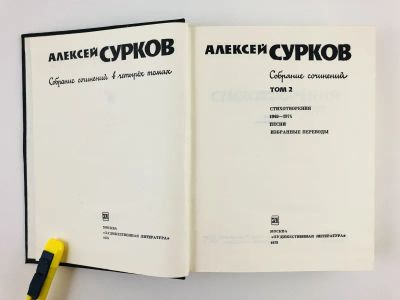 АЛЕКСЕЙ СУРКОВ
Собрание сочинений в четырёх томах
МОСКВА
«ХУДОЖЕСТВЕННАЯ ЛИТЕРАТУРА»
АЛЕКСЕЙ СУРКОВ
Собрание сочинений
ТОМ 2
СТИХОТВОРЕНИЯ
ПЕСНИ
ИЗБРАННЫЕ ПЕРЕВОДЫ
МОСКВА
«ХУДОЖЕСТВЕННАЯ ЛИТЕРАТУРА»